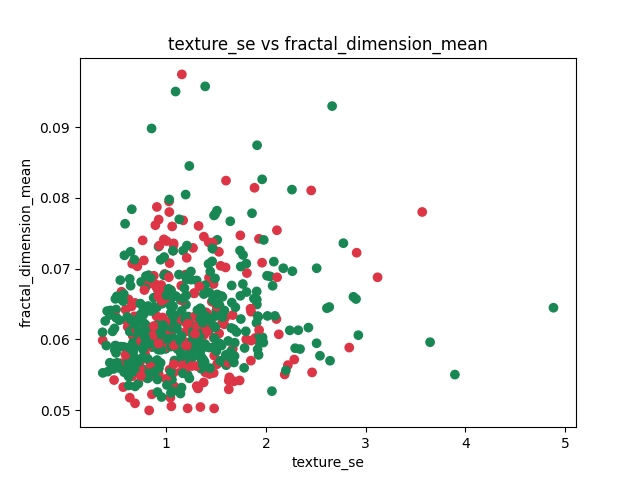 texture_se vs fractal_dimension_mean
fractal_dimension_mean
0.09
0.08
0.07
0.06
0.05
1 2 3 4 5
texture_se